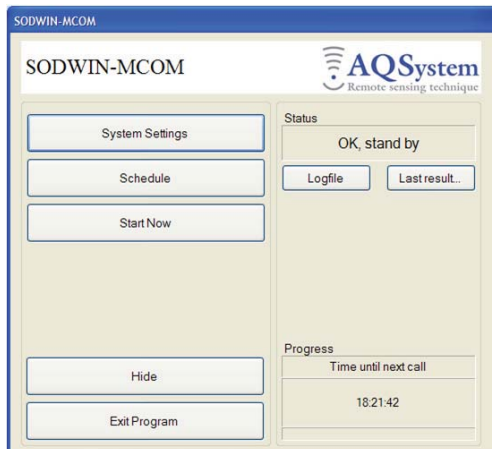 SODWIN-MCOM
SODWIN-MCOM
AQSystem
Remote sensing technique
System Settings
Schedule
Start Now
Hide
Exit Program
Status
OK, stand by
Logfile
Last result...
Progress
Time until next call
18:21:42